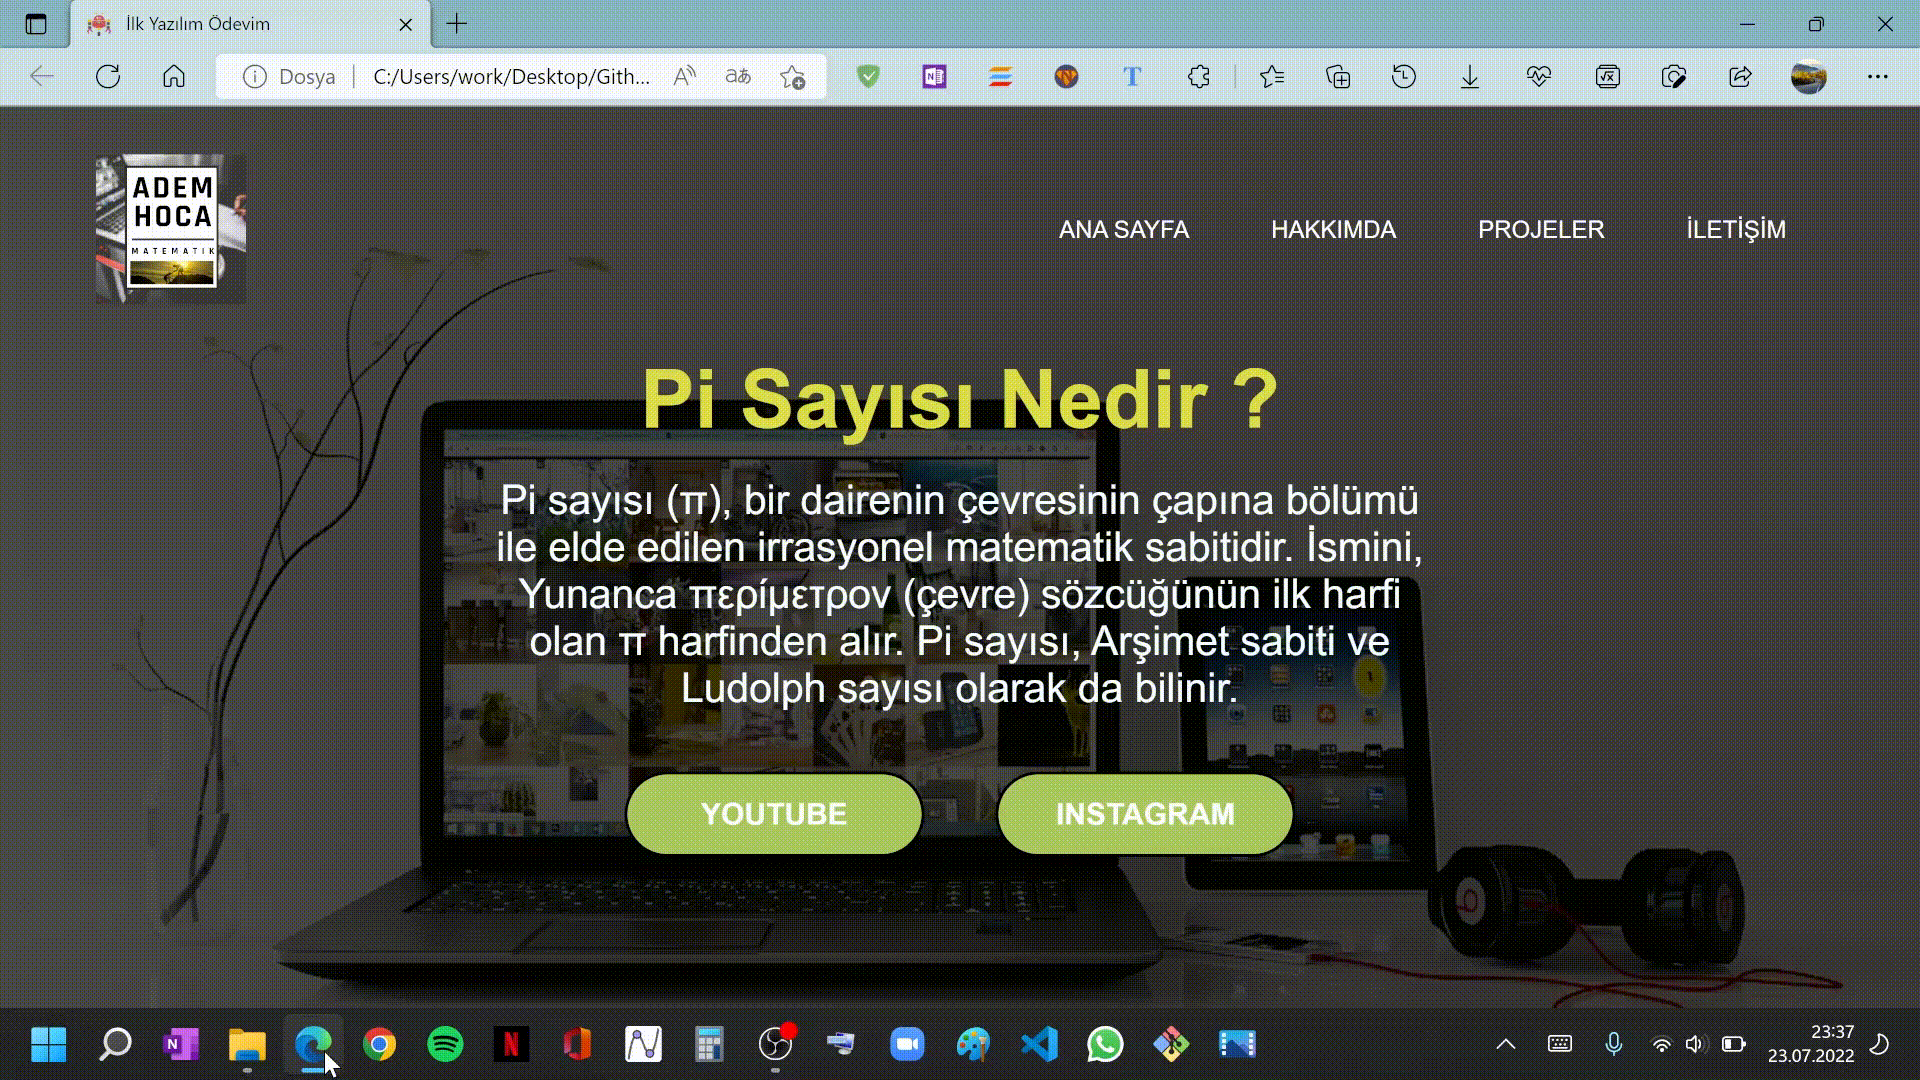 İlk Yazılım Ödevim
Dosya
C:/Users/work/Desktop/Gith...
ADEM
HOCA
MATEMATIK
ANA SAYFA
HAKKIMDA
PROJELER
İLETİŞİM
Pi Sayısı Nedir ?
Pi sayısı (π), bir dairenin çevresinin çapına bölümü
ile elde edilen irrasyonel matematik sabitidir. İsmini,
Yunanca περίμετρον (çevre) sözcüğünün ilk harfi
olan π harfinden alır. Pi sayısı, Arşimet sabiti ve
Ludolph sayısı olarak da bilinir.
YOUTUBE
INSTAGRAM
23:37
23.07.2022